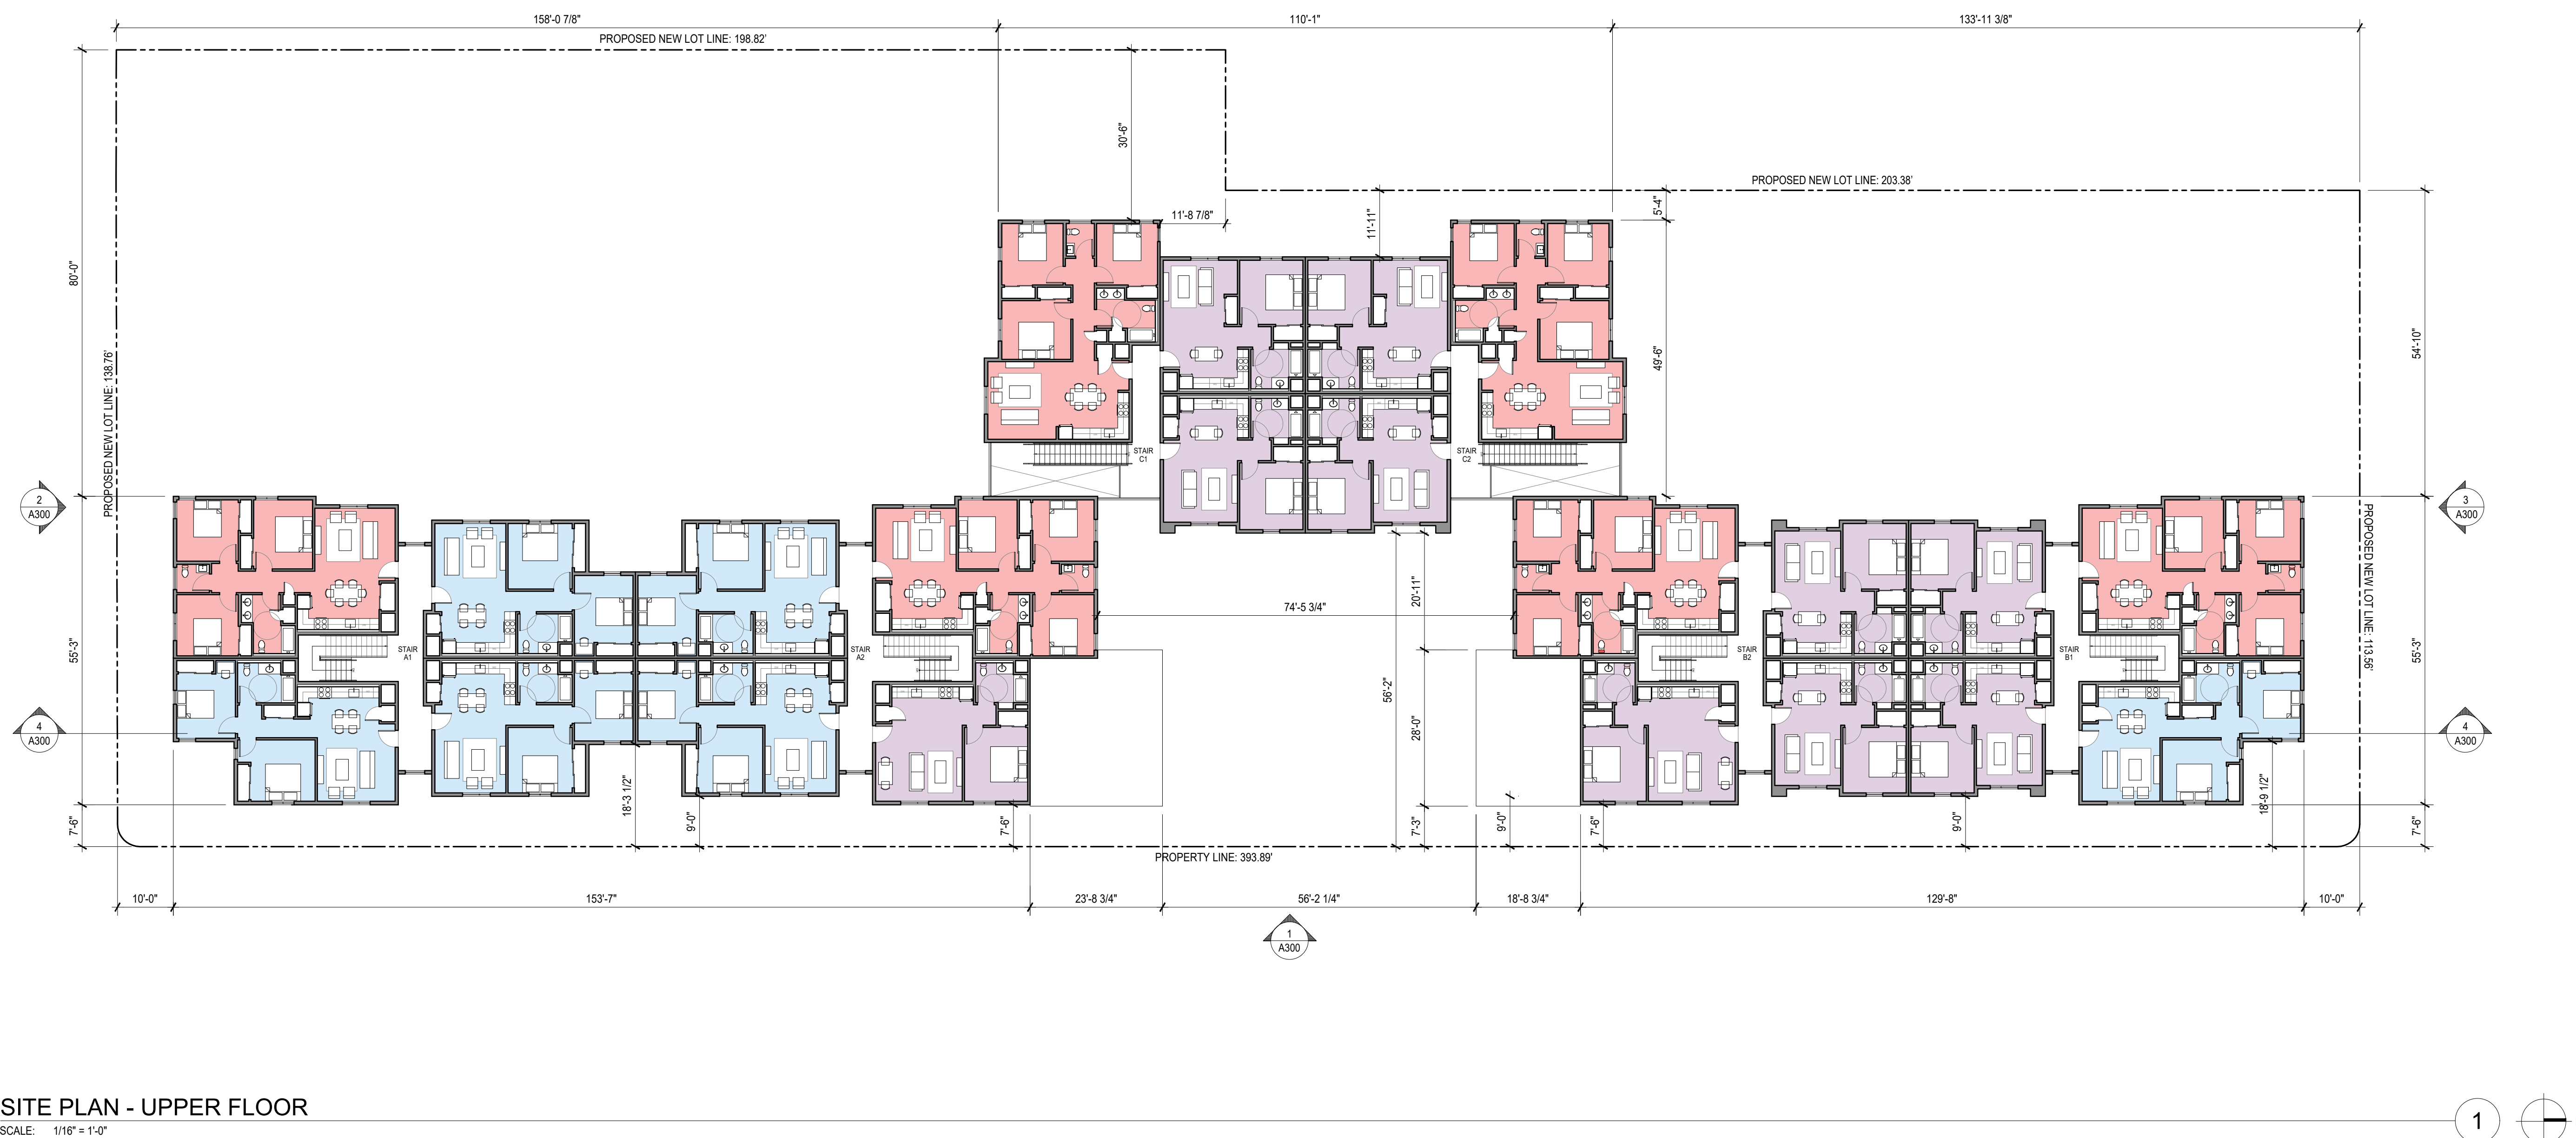 158'-0 7/8"
110'-1"
133'-11 3/8"
PROPOSED NEW LOT LINE: 198.82'
30'-6"
PROPOSED NEW LOT LINE: 203.38'
5'-4"
11'-8 7/8"
11'-11"
80'-0"
PROPOSED NEW LOT LINE: 138.76'
49'-6"
54'-10"
STAIR
C1
STAIR
C2
2
A300
3
A300
PROPOSED NEW LOT LINE: 113.56'
20'-11"
74'-5 3/4"
55'-3"
STAIR
A1
STAIR
A2
STAIR
B2
STAIR
B1
55'-3"
56'-2"
28'-0"
4
A300
4
A300
18'-3 1/2"
18'-9 1/2"
7'-6"
9'-0"
7'-6"
7'-3"
9'-0"
7'-6"
9'-0"
7'-6"
PROPERTY LINE: 393.89'
10'-0"
153'-7"
23'-8 3/4"
56'-2 1/4"
18'-8 3/4"
129'-8"
10'-0"
1
A300
SITE PLAN - UPPER FLOOR
1
SCALE: 1/16" = 1'-0"